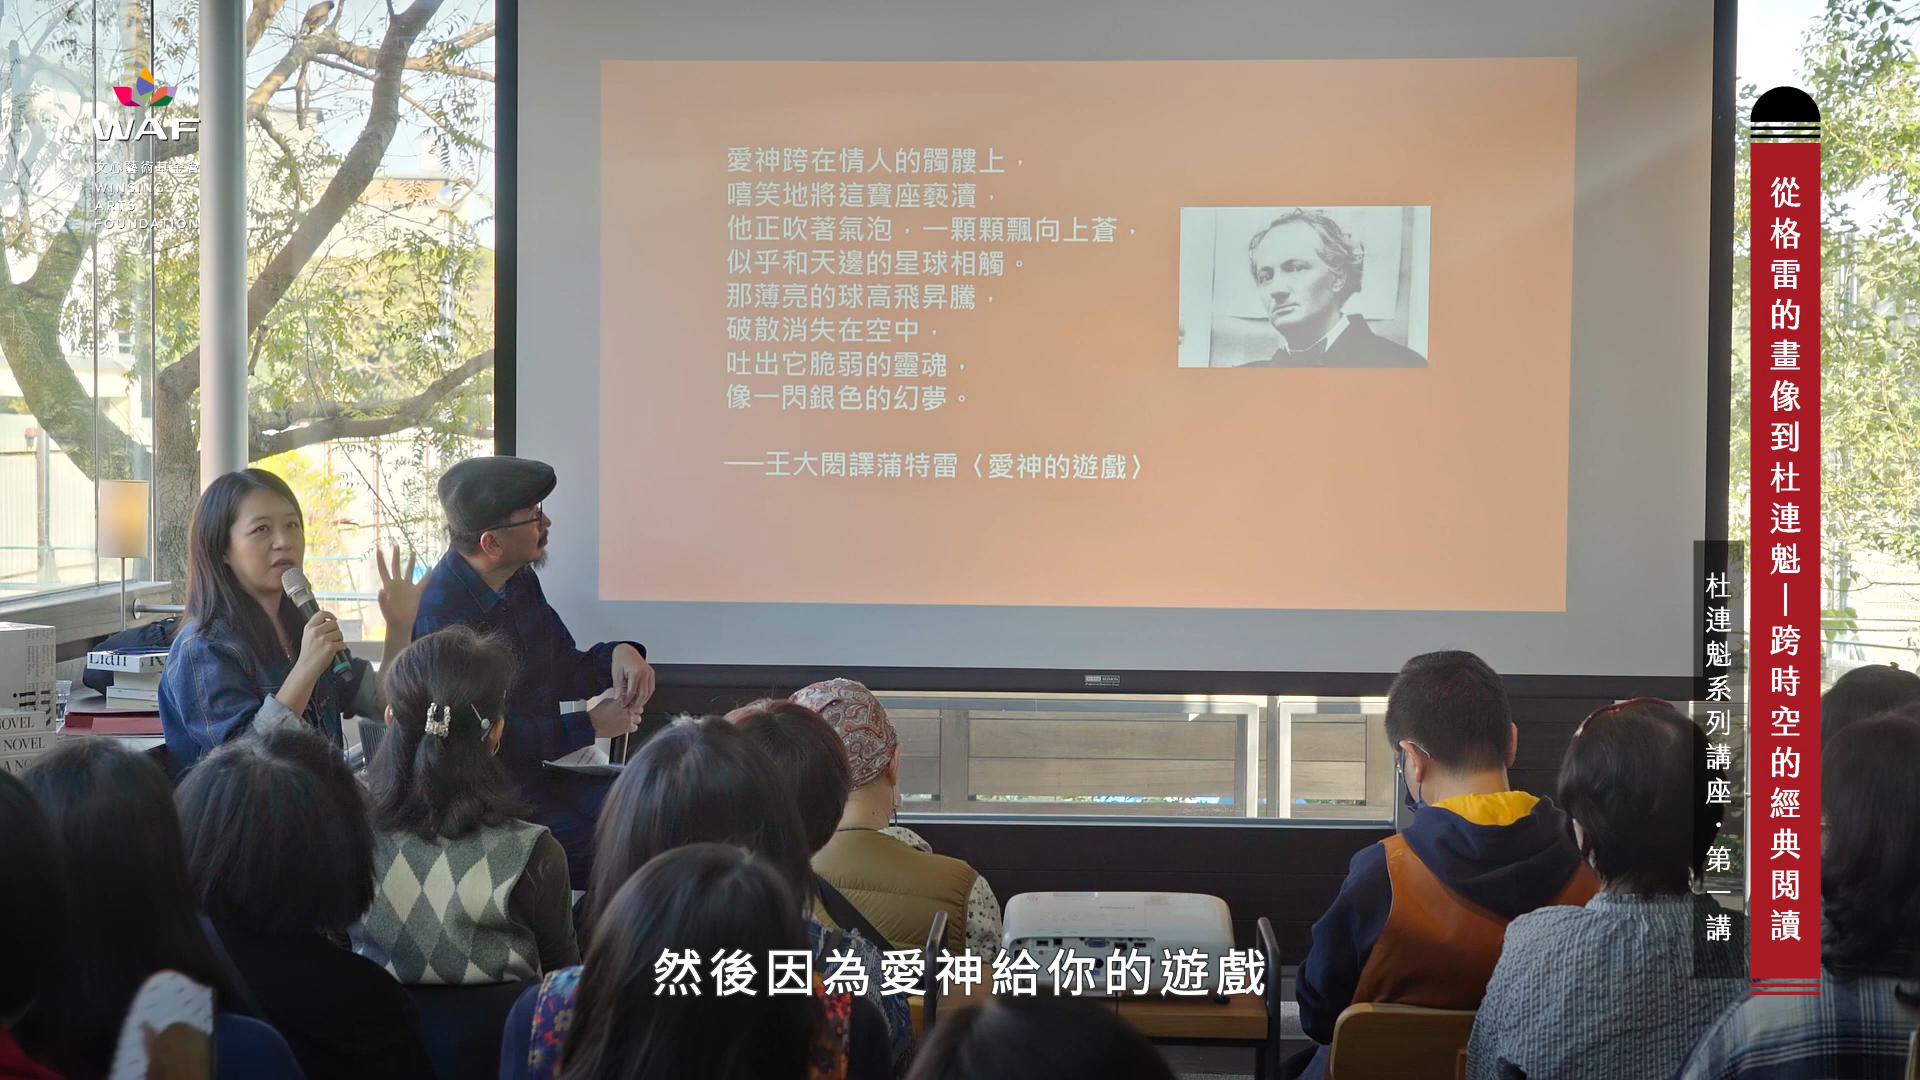 WAF
文心藝術基金會
WINSING
ARTS
FOUNDATION
愛神跨在情人的髑髏上，
嘻笑地將這寶座褻瀆，
他正吹著氣泡，一顆顆飄向上蒼，
似乎和天邊的星球相觸。
那薄亮的球高飛昇騰，
破散消失在空中，
吐出它脆弱的靈魂，
像一閃銀色的幻夢。
──王大閎譯蒲特雷〈愛神的遊戲〉
從格雷的畫像到杜連魁—跨時空的經典閱讀
杜連魁系列講座．第一講
NOVEL
NOVEL
然後因為愛神給你的遊戲